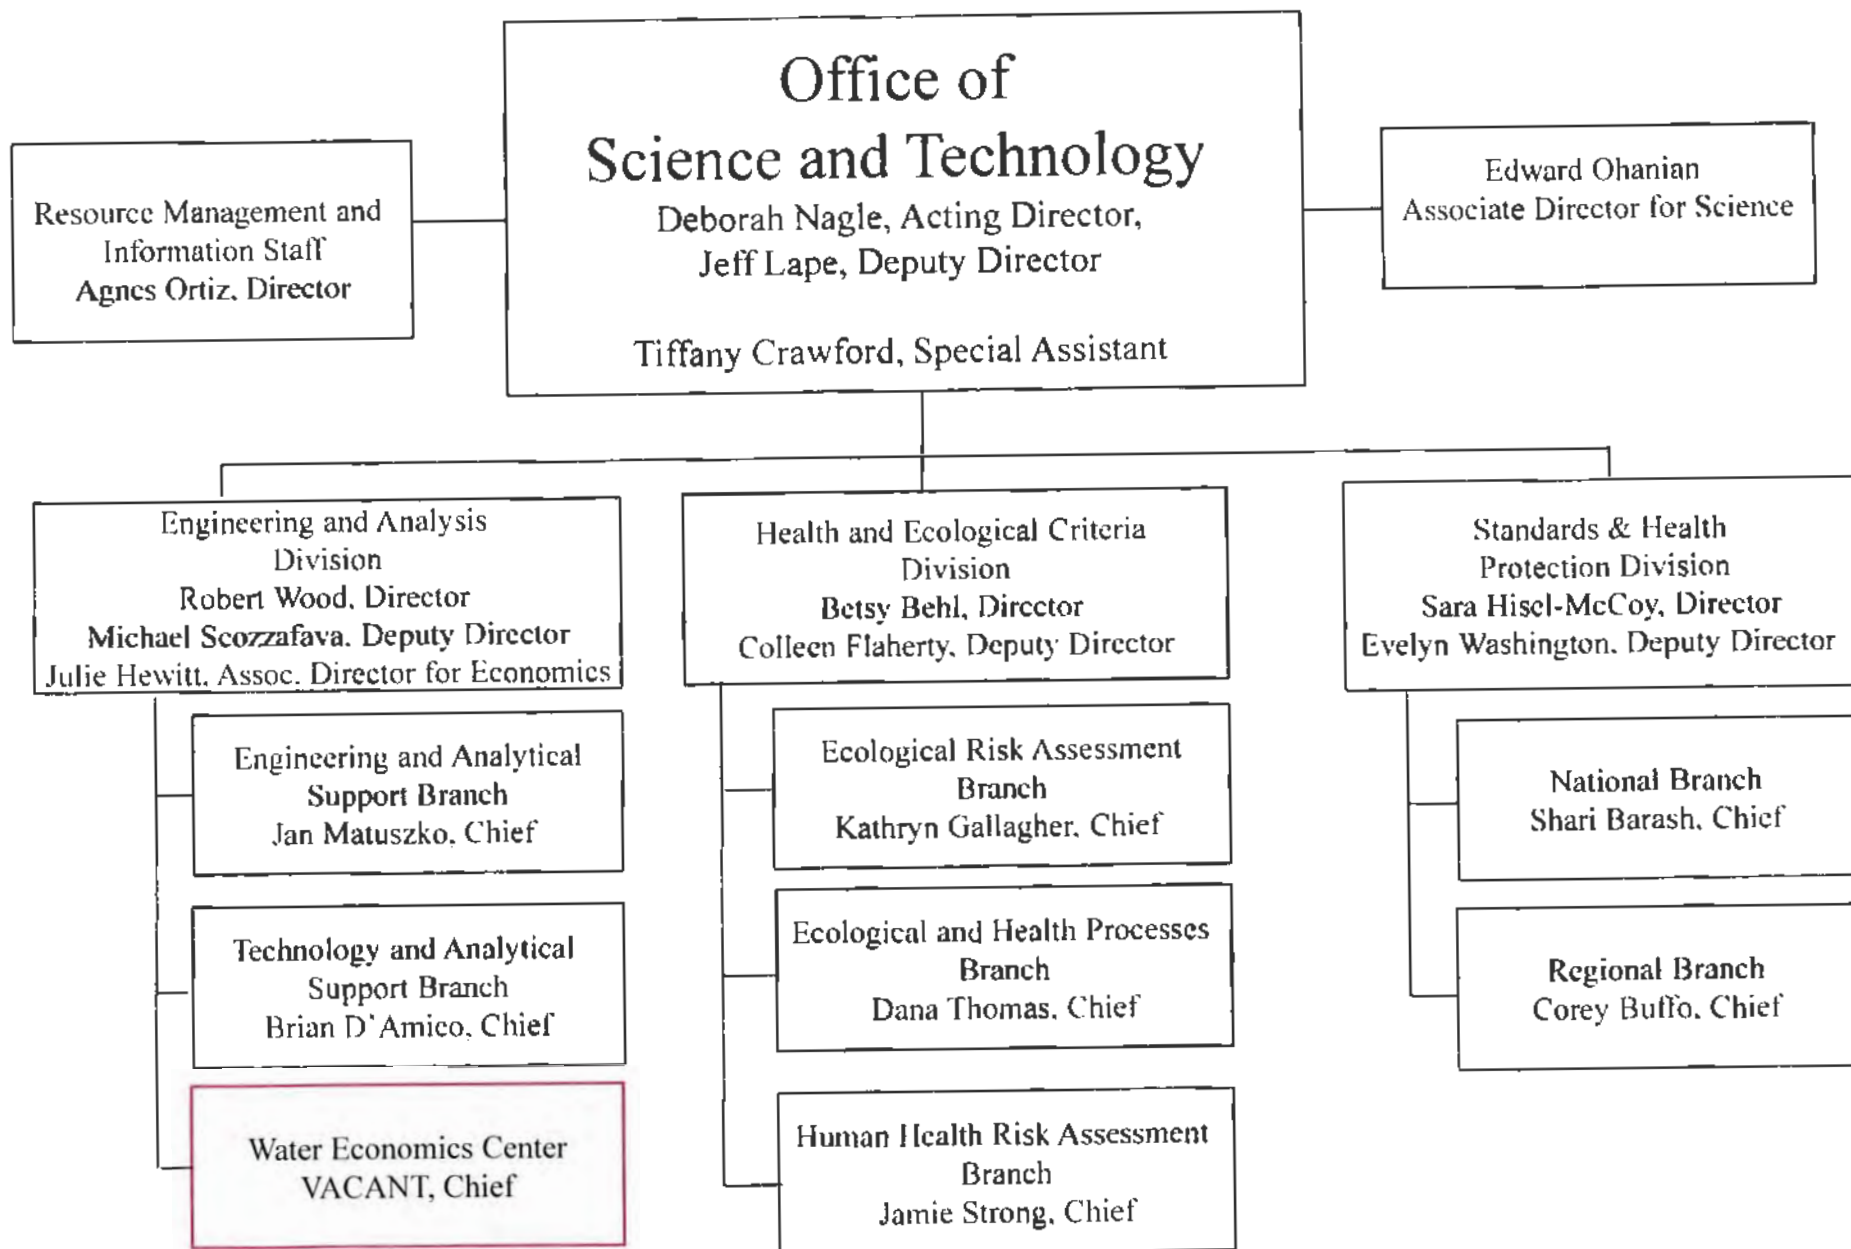 Office of
Science and Technology
Deborah Nagle, Acting Director,
Jeff Lape, Deputy Director
Tiffany Crawford, Special Assistant
Resource Management and
Information Staff
Agnes Ortiz, Director
Edward Ohanian
Associate Director for Science
Engineering and Analysis
Division
Robert Wood, Director
Michael Scozzafava, Deputy Director
Julie Hewitt, Assoc. Director for Economics
Engineering and Analytical
Support Branch
Jan Matuszko, Chief
Technology and Analytical
Support Branch
Brian D'Amico, Chief
Water Economics Center
VACANT, Chief
Health and Ecological Criteria
Division
Betsy Behl, Director
Colleen Flaherty, Deputy Director
Ecological Risk Assessment
Branch
Kathryn Gallagher, Chief
Ecological and Health Processes
Branch
Dana Thomas, Chief
Human Health Risk Assessment
Branch
Jamie Strong, Chief
Standards & Health
Protection Division
Sara Hisel-McCoy, Director
Evelyn Washington, Deputy Director
National Branch
Shari Barash, Chief
Regional Branch
Corey Buffo, Chief